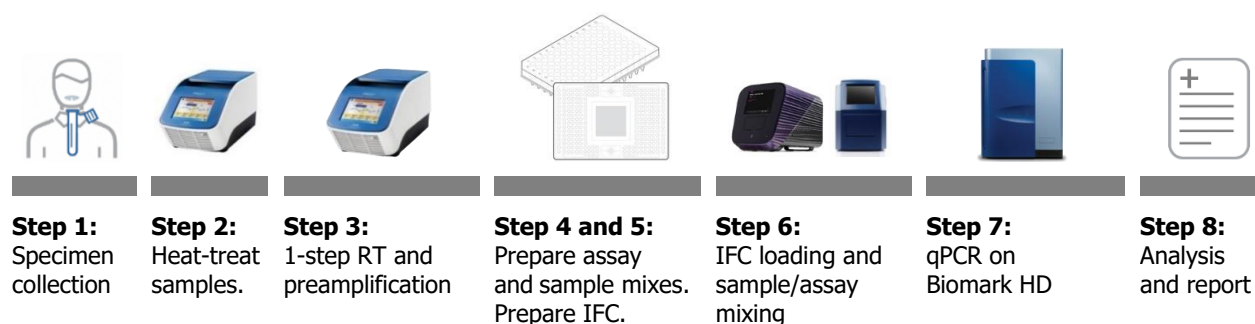 Step 1:
Specimen
collection
Step 2:
Heat-treat
samples.
Step 3:
1-step RT and
preamplification
Step 4 and 5:
Prepare assay
and sample mixes.
Prepare IFC.
Step 6:
IFC loading and
sample/assay
mixing
Step 7:
qPCR on
Biomark HD
Step 8:
Analysis
and report